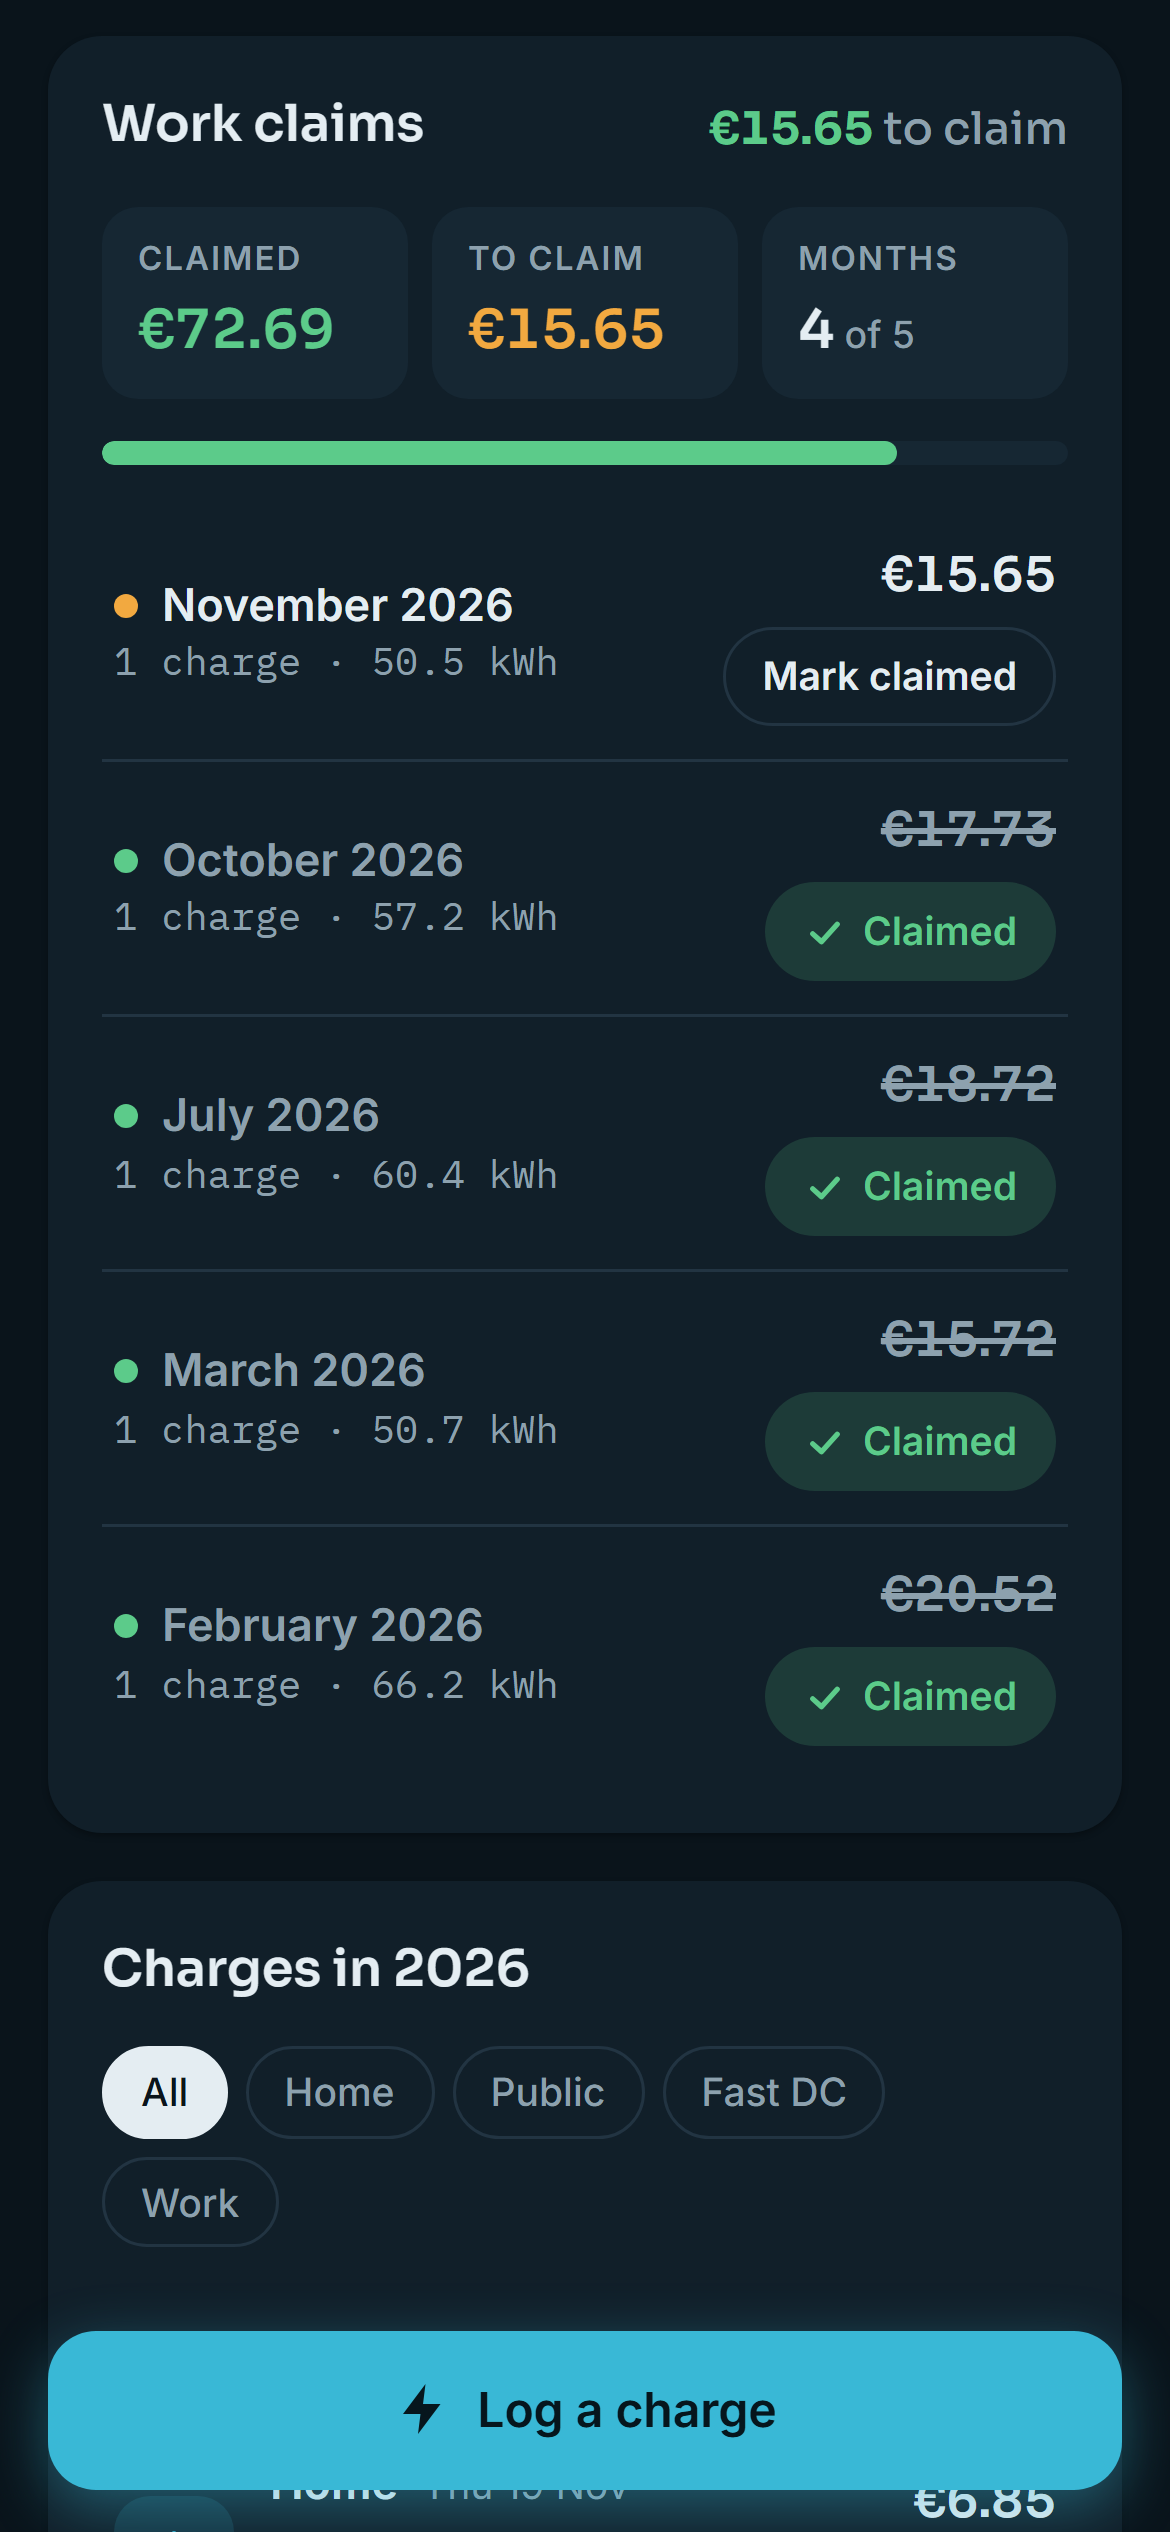 Work claims
€15.65 to claim
CLAIMED
€72.69
TO CLAIM
€15.65
MONTHS
4 of 5
November 2026
1 charge · 50.5 kWh
€15.65
Mark claimed
October 2026
1 charge · 57.2 kWh
€17.73
Claimed
July 2026
1 charge · 60.4 kWh
€18.72
Claimed
March 2026
1 charge · 50.7 kWh
€15.72
Claimed
February 2026
1 charge · 66.2 kWh
€20.52
Claimed
Charges in 2026
All
Home
Public
Fast DC
Work
Log a charge
Home Thu Nov
€6.85